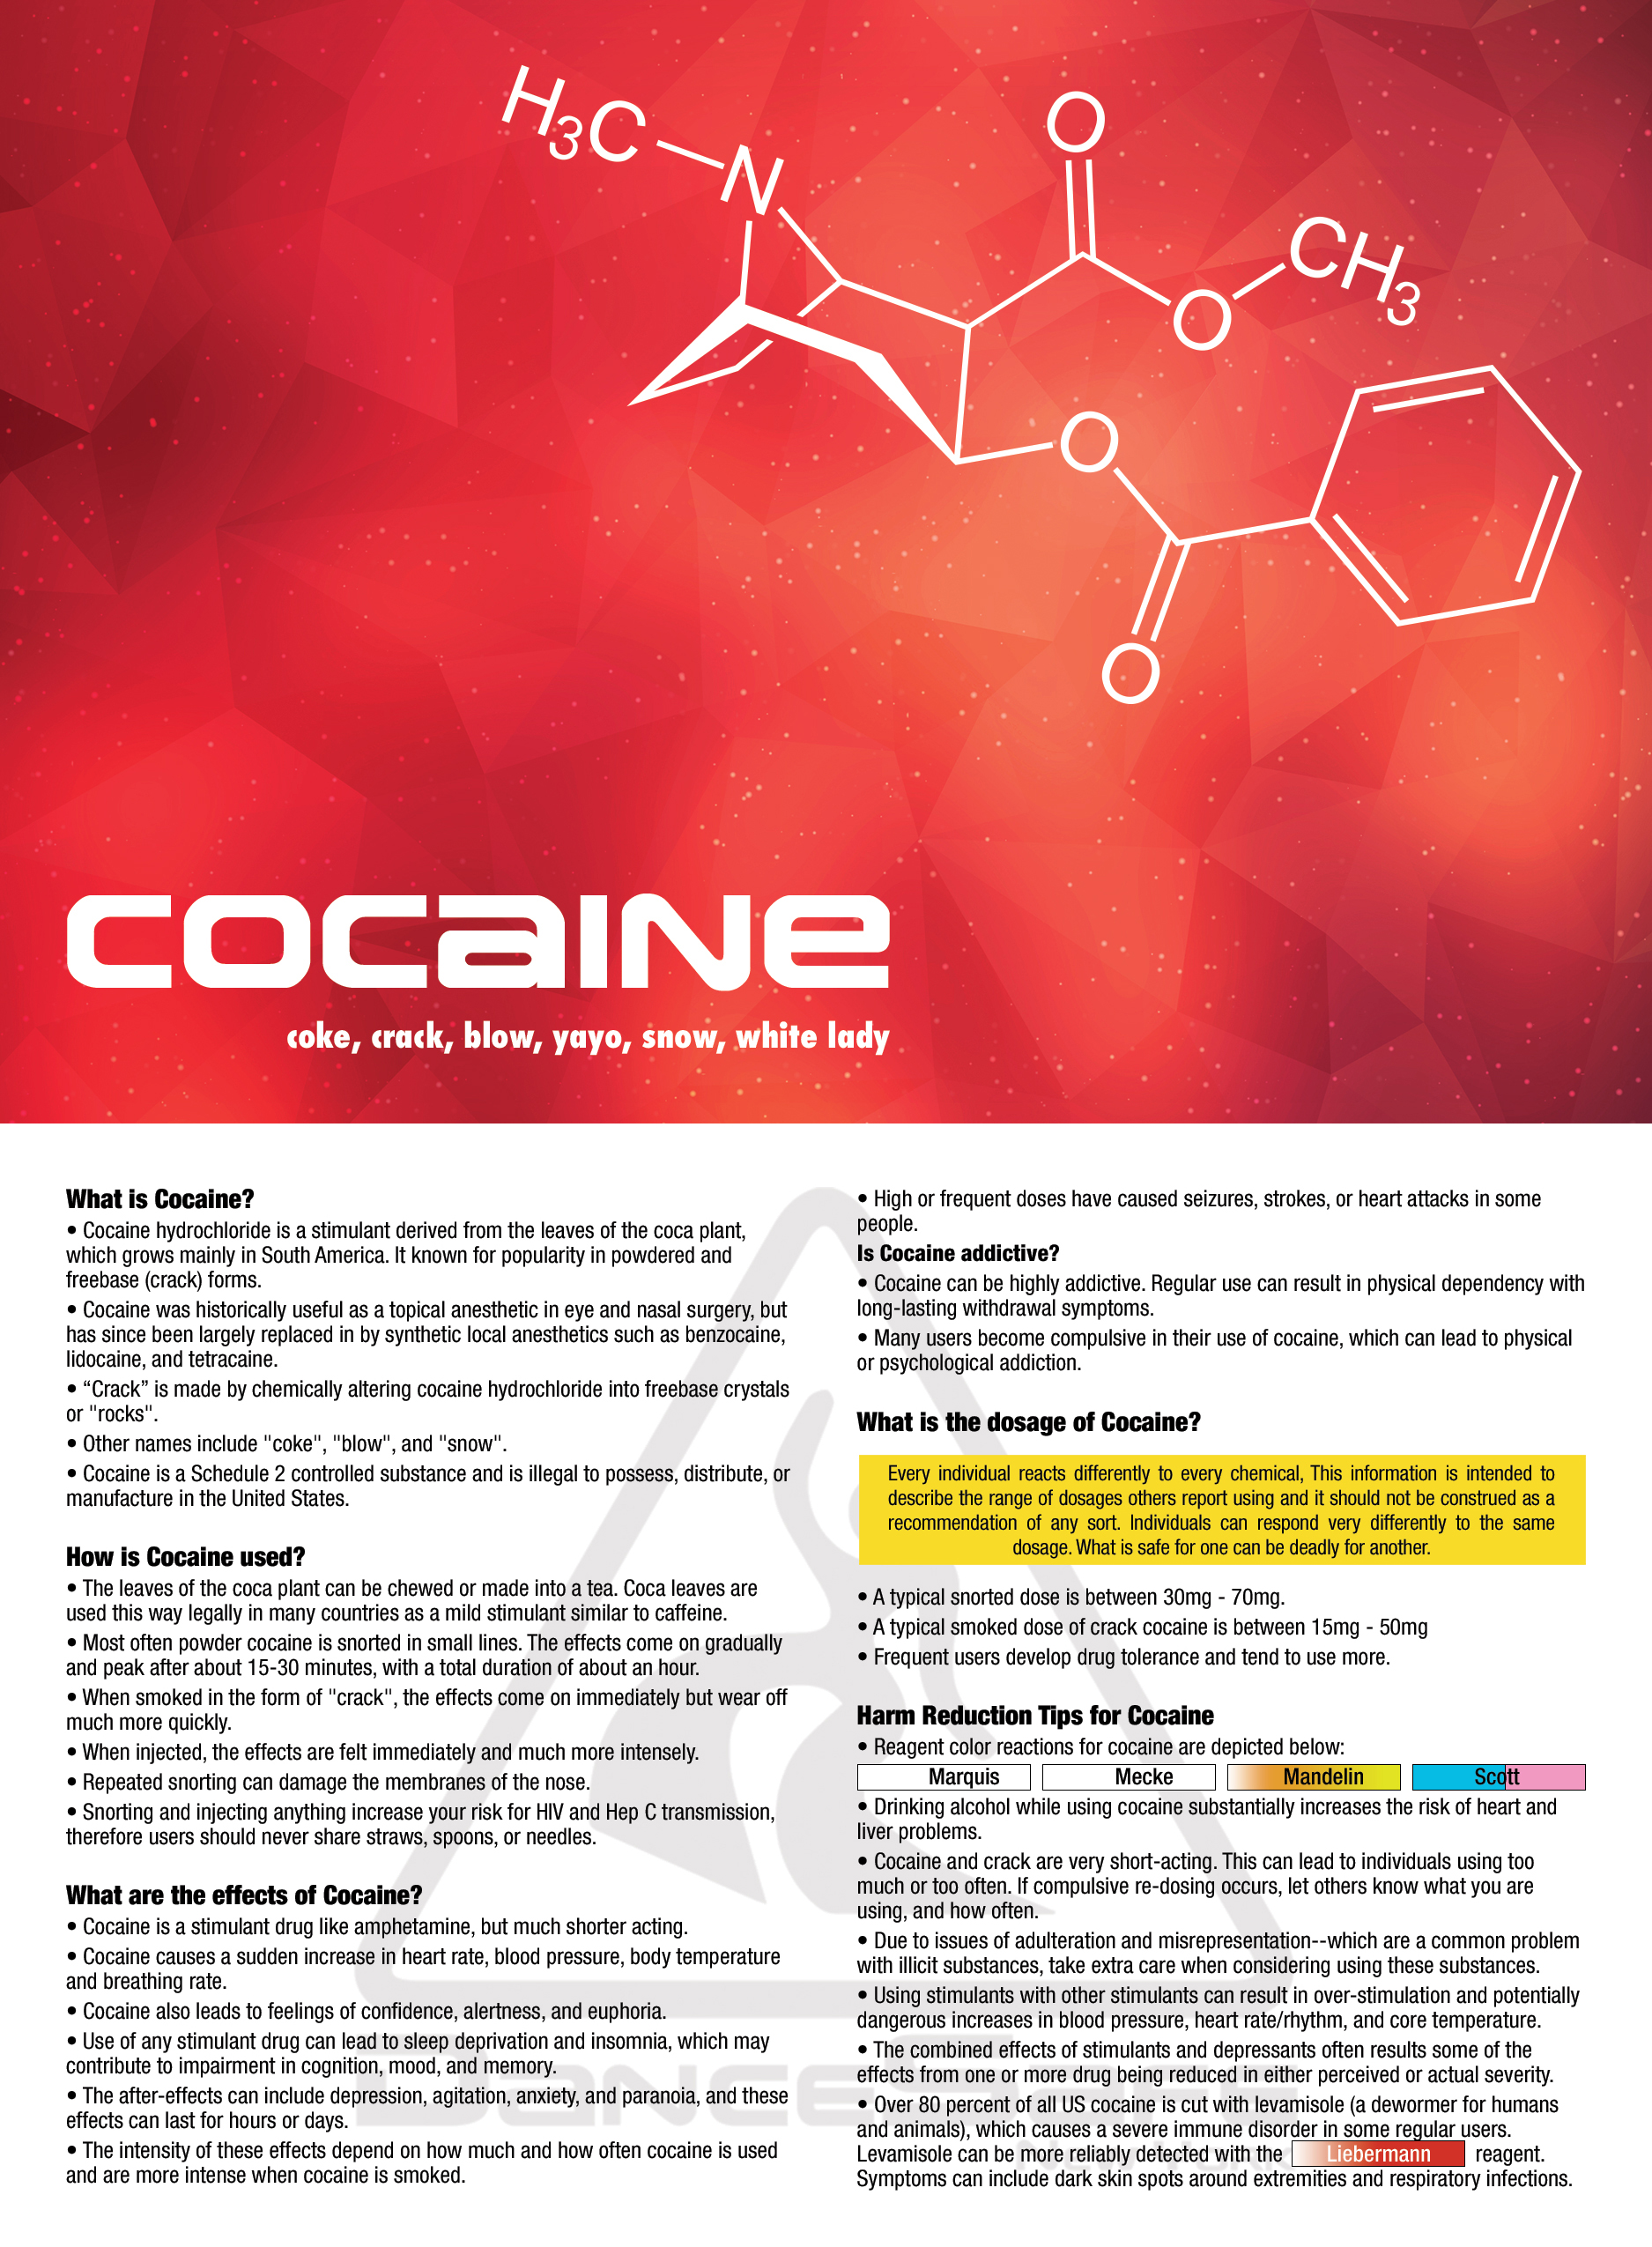 H3C
N
O
O
CH3
O
O
cocaine
coke, crack, blow, yayo, snow, white lady
What is Cocaine?
• Cocaine hydrochloride is a stimulant derived from the leaves of the coca plant,
which grows mainly in South America. It known for popularity in powdered and
freebase (crack) forms.
• Cocaine was historically useful as a topical anesthetic in eye and nasal surgery, but
has since been largely replaced in by synthetic local anesthetics such as benzocaine,
lidocaine, and tetracaine.
• “Crack” is made by chemically altering cocaine hydrochloride into freebase crystals
or "rocks".
• Other names include "coke", "blow", and "snow".
• Cocaine is a Schedule 2 controlled substance and is illegal to possess, distribute, or
manufacture in the United States.
How is Cocaine used?
• The leaves of the coca plant can be chewed or made into a tea. Coca leaves are
used this way legally in many countries as a mild stimulant similar to caffeine.
• Most often powder cocaine is snorted in small lines. The effects come on gradually
and peak after about 15-30 minutes, with a total duration of about an hour.
• When smoked in the form of "crack", the effects come on immediately but wear off
much more quickly.
• When injected, the effects are felt immediately and much more intensely.
• Repeated snorting can damage the membranes of the nose.
• Snorting and injecting anything increase your risk for HIV and Hep C transmission,
therefore users should never share straws, spoons, or needles.
What are the effects of Cocaine?
• Cocaine is a stimulant drug like amphetamine, but much shorter acting.
• Cocaine causes a sudden increase in heart rate, blood pressure, body temperature
and breathing rate.
• Cocaine also leads to feelings of confidence, alertness, and euphoria.
• Use of any stimulant drug can lead to sleep deprivation and insomnia, which may
contribute to impairment in cognition, mood, and memory.
• The after-effects can include depression, agitation, anxiety, and paranoia, and these
effects can last for hours or days.
• The intensity of these effects depend on how much and how often cocaine is used
and are more intense when cocaine is smoked.
• High or frequent doses have caused seizures, strokes, or heart attacks in some
people.
Is Cocaine addictive?
• Cocaine can be highly addictive. Regular use can result in physical dependency with
long-lasting withdrawal symptoms.
• Many users become compulsive in their use of cocaine, which can lead to physical
or psychological addiction.
What is the dosage of Cocaine?
Every individual reacts differently to every chemical, This information is intended to
describe the range of dosages others report using and it should not be construed as a
recommendation of any sort. Individuals can respond very differently to the same
dosage. What is safe for one can be deadly for another.
• A typical snorted dose is between 30mg - 70mg.
• A typical smoked dose of crack cocaine is between 15mg - 50mg
• Frequent users develop drug tolerance and tend to use more.
Harm Reduction Tips for Cocaine
• Reagent color reactions for cocaine are depicted below:
Marquis Mecke Mandelin Scott
• Drinking alcohol while using cocaine substantially increases the risk of heart and
liver problems.
• Cocaine and crack are very short-acting. This can lead to individuals using too
much or too often. If compulsive re-dosing occurs, let others know what you are
using, and how often.
• Due to issues of adulteration and misrepresentation--which are a common problem
with illicit substances, take extra care when considering using these substances.
• Using stimulants with other stimulants can result in over-stimulation and potentially
dangerous increases in blood pressure, heart rate/rhythm, and core temperature.
• The combined effects of stimulants and depressants often results some of the
effects from one or more drug being reduced in either perceived or actual severity.
• Over 80 percent of all US cocaine is cut with levamisole (a dewormer for humans
and animals), which causes a severe immune disorder in some regular users.
Levamisole can be more reliably detected with the Liebermann reagent.
Symptoms can include dark skin spots around extremities and respiratory infections.
DanceSafe
New York